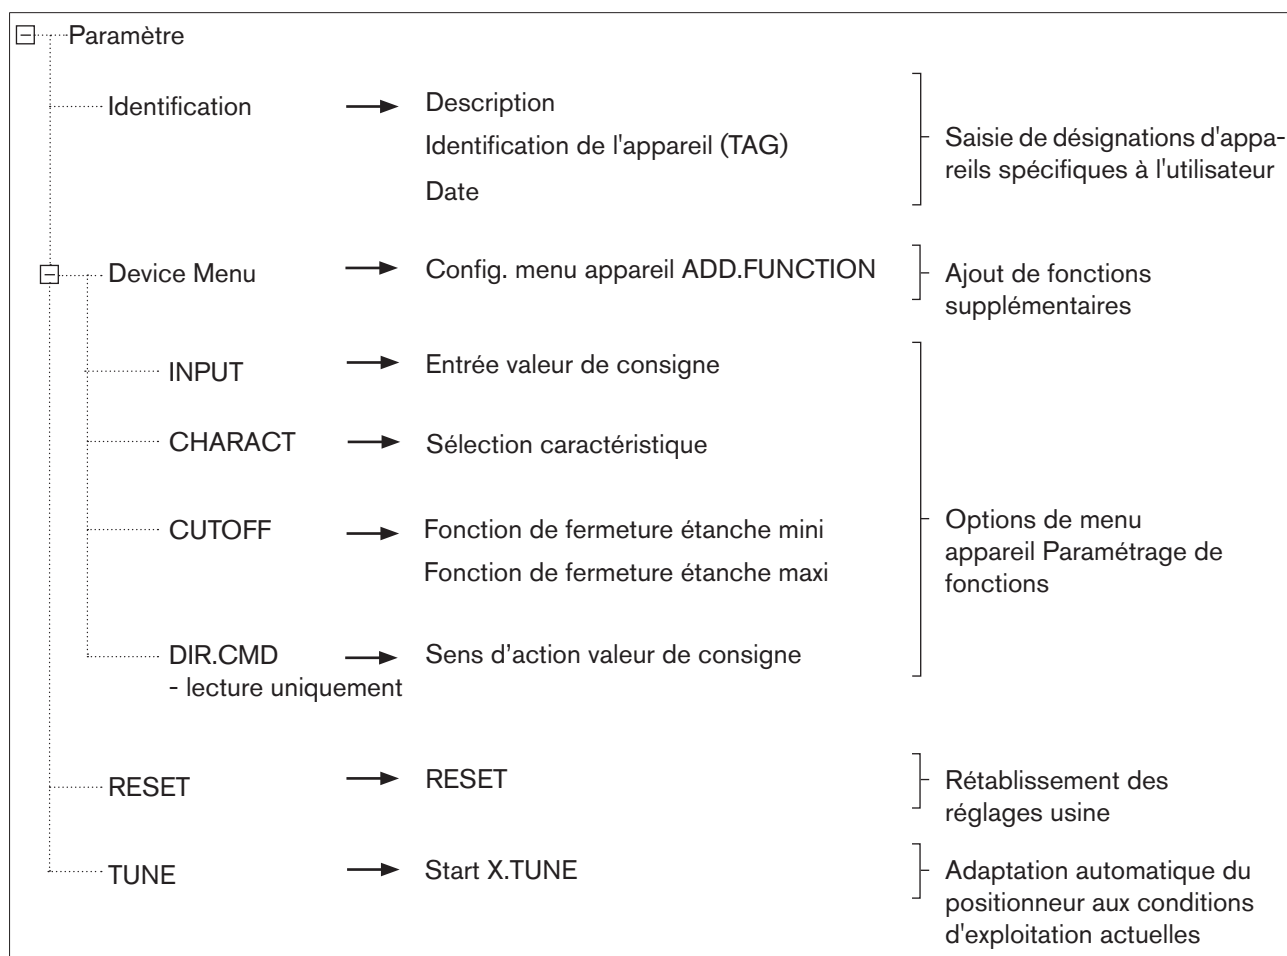 Paramètre
Identification
Description
Identification de l'appareil (TAG)
Date
Saisie de désignations d'appa-
reils spécifiques à l'utilisateur
Device Menu
Config. menu appareil ADD.FUNCTION
Ajout de fonctions
supplémentaires
INPUT
Entrée valeur de consigne
CHARACT
Sélection caractéristique
CUTOFF
Fonction de fermeture étanche mini
Fonction de fermeture étanche maxi
Options de menu
appareil Paramétrage de
fonctions
DIR.CMD
- lecture uniquement
Sens d’action valeur de consigne
RESET
RESET
Rétablissement des
réglages usine
TUNE
Start X.TUNE
Adaptation automatique du
positionneur aux conditions
d'exploitation actuelles